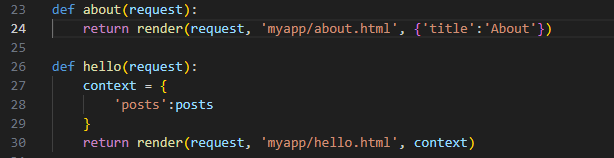 23 def about(request):
24     return render(request, 'myapp/about.html', {'title':'About'})
25
26 def hello(request):
27     context = {
28         'posts':posts
29     }
30     return render(request, 'myapp/hello.html', context)